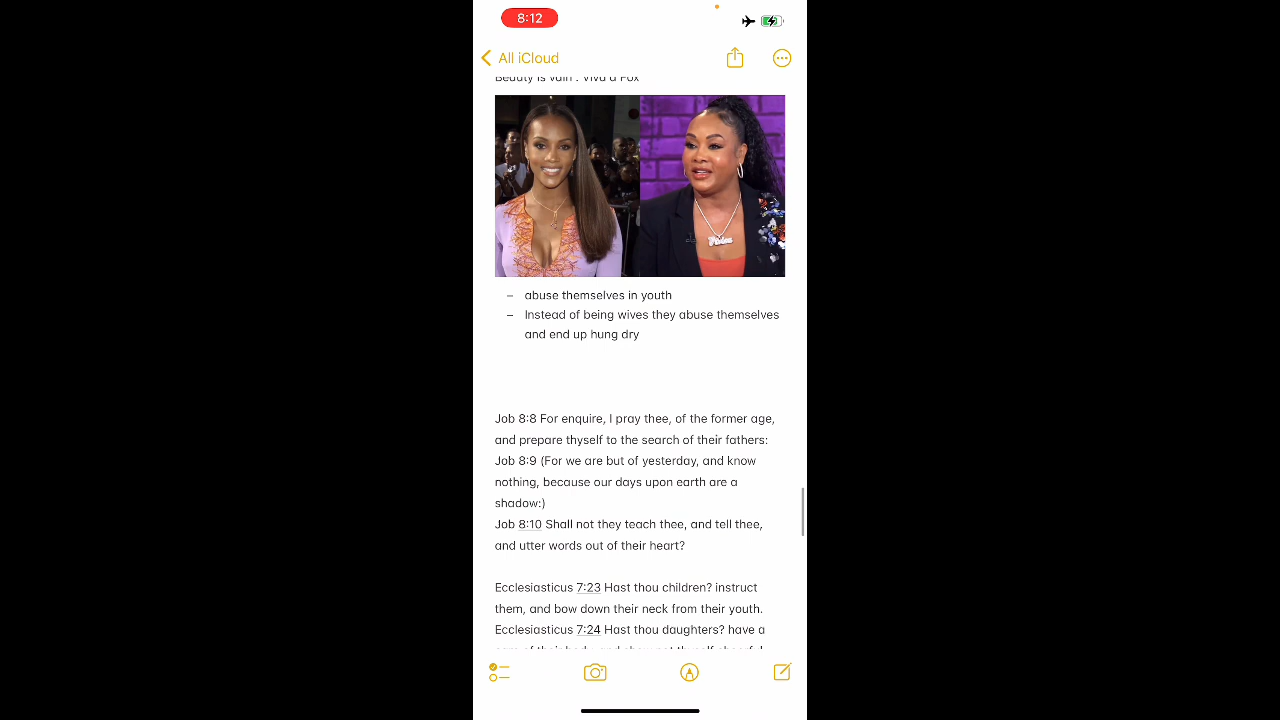 8:12
All iCloud
Beauty is vain : Viva a Fox
– abuse themselves in youth
– Instead of being wives they abuse themselves
and end up hung dry
Job 8:8 For enquire, I pray thee, of the former age,
and prepare thyself to the search of their fathers:
Job 8:9 (For we are but of yesterday, and know
nothing, because our days upon earth are a
shadow:)
Job 8:10 Shall not they teach thee, and tell thee,
and utter words out of their heart?
Ecclesiasticus 7:23 Hast thou children? instruct
them, and bow down their neck from their youth.
Ecclesiasticus 7:24 Hast thou daughters? have a